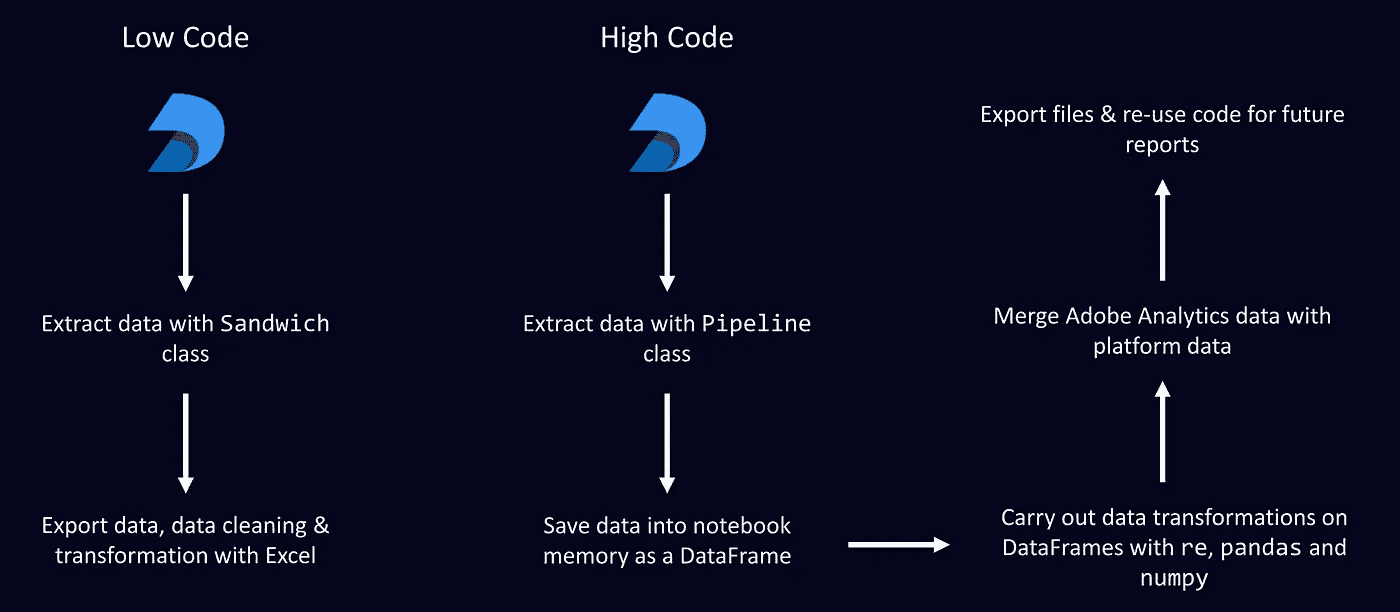 Low Code
Extract data with Sandwich
class
Export data, data cleaning &
transformation with Excel
High Code
Extract data with Pipeline
class
Save data into notebook
memory as a DataFrame
Carry out data transformations on
DataFrames with re, pandas and
numpy
Merge Adobe Analytics data with
platform data
Export files & re-use code for future
reports